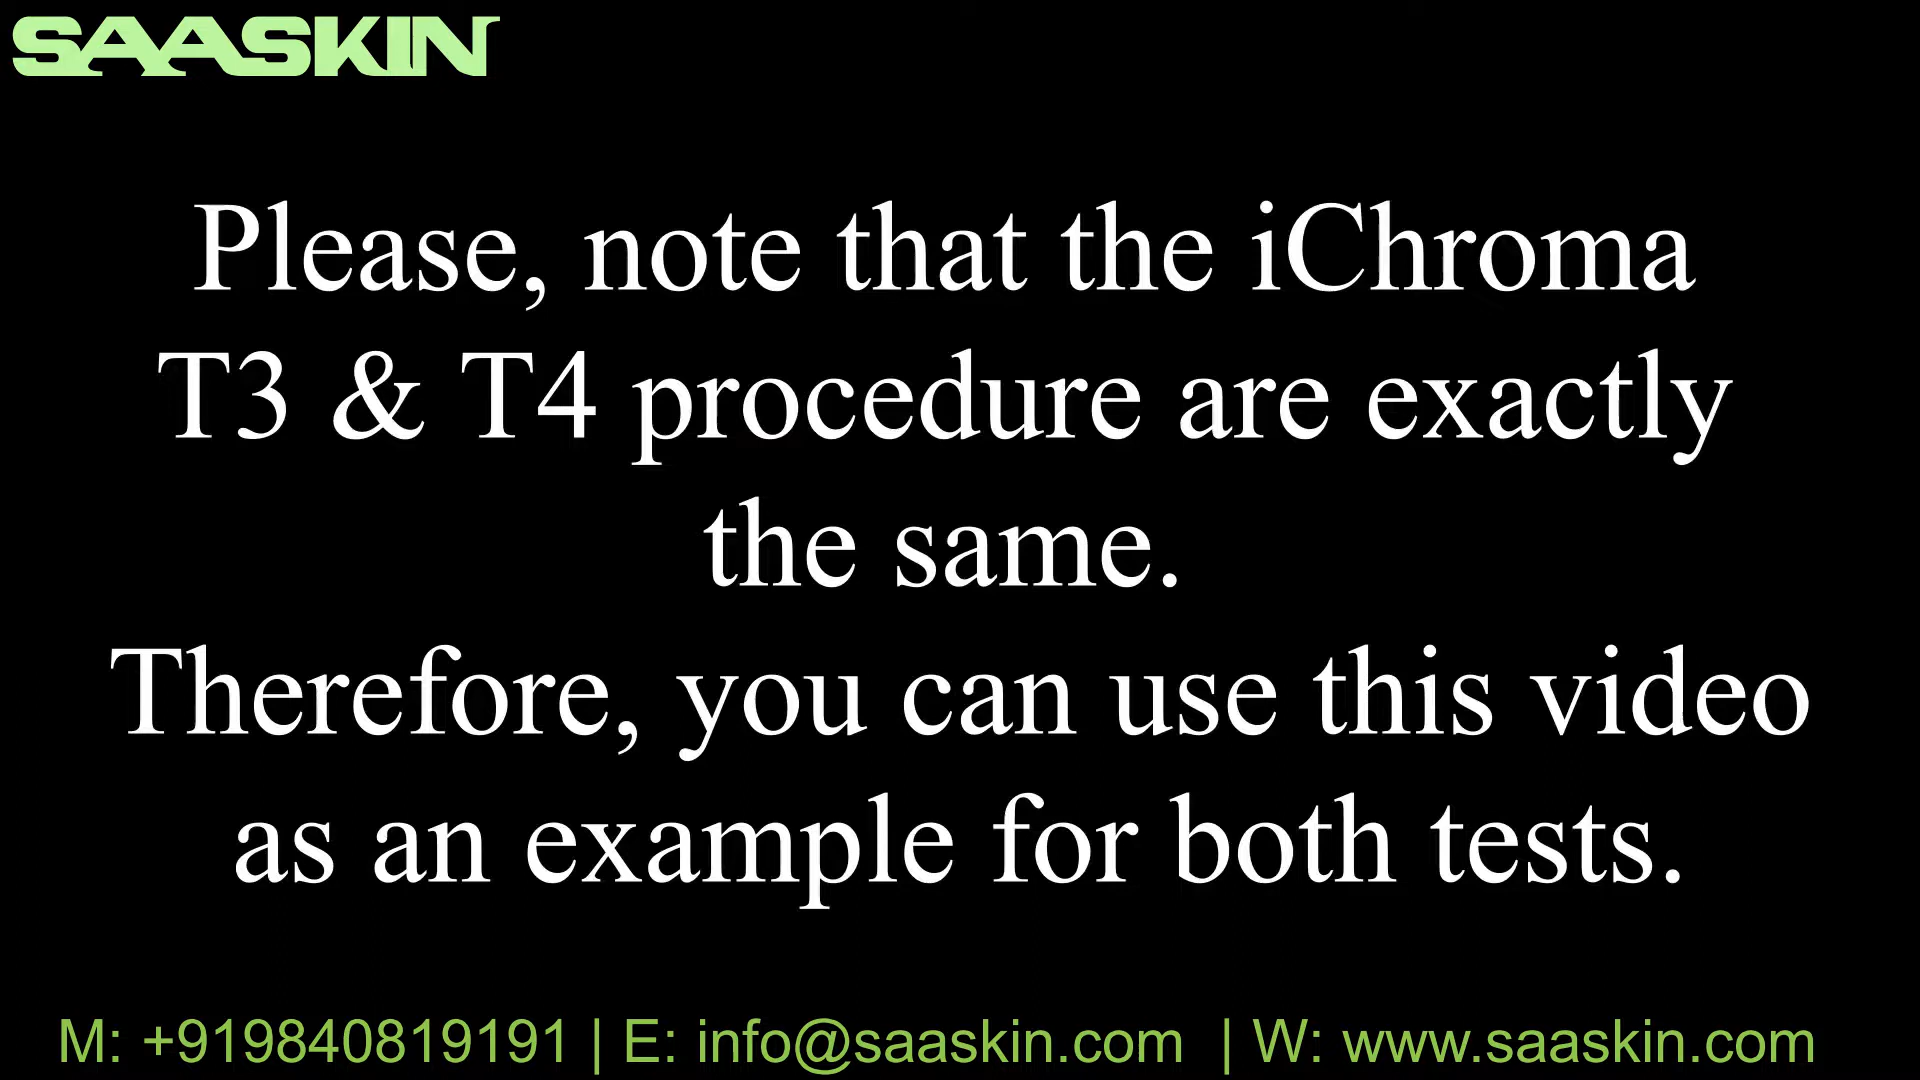 SAASKIN
Please, note that the iChroma
T3 & T4 procedure are exactly
the same.
Therefore, you can use this video
as an example for both tests.
M: +919840819191 | E: info@saaskin.com | W: www.saaskin.com